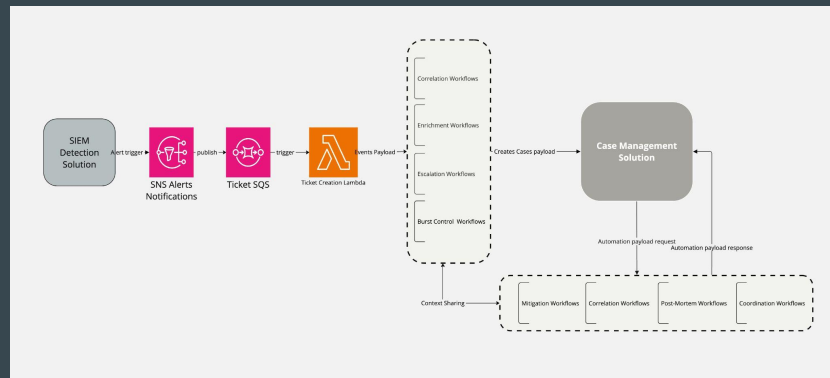 SIEM
Detection
Solution
Alert trigger
SNS Alerts
Notifications
publish
Ticket SQS
trigger
Ticket Creation Lambda
Events Payload
Correlation Workflows
Enrichment Workflows
Escalation Workflows
Burst Control Workflows
Creates Cases payload
Case Management
Solution
Automation payload request
Automation payload response
Context Sharing
Mitigation Workflows
Correlation Workflows
Post-Mortem Workflows
Coordination Workflows